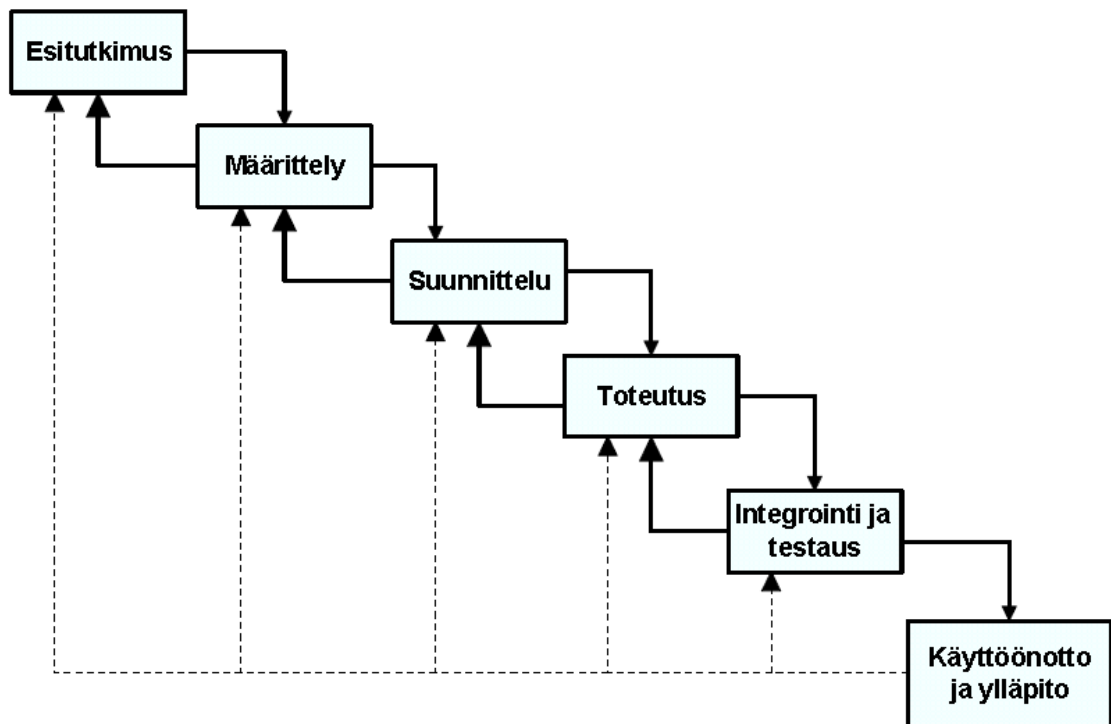 Esitutkimus
Määrittely
Suunnittelu
Toteutus
Integrointi ja
testaus
Käyttöönotto
ja ylläpito